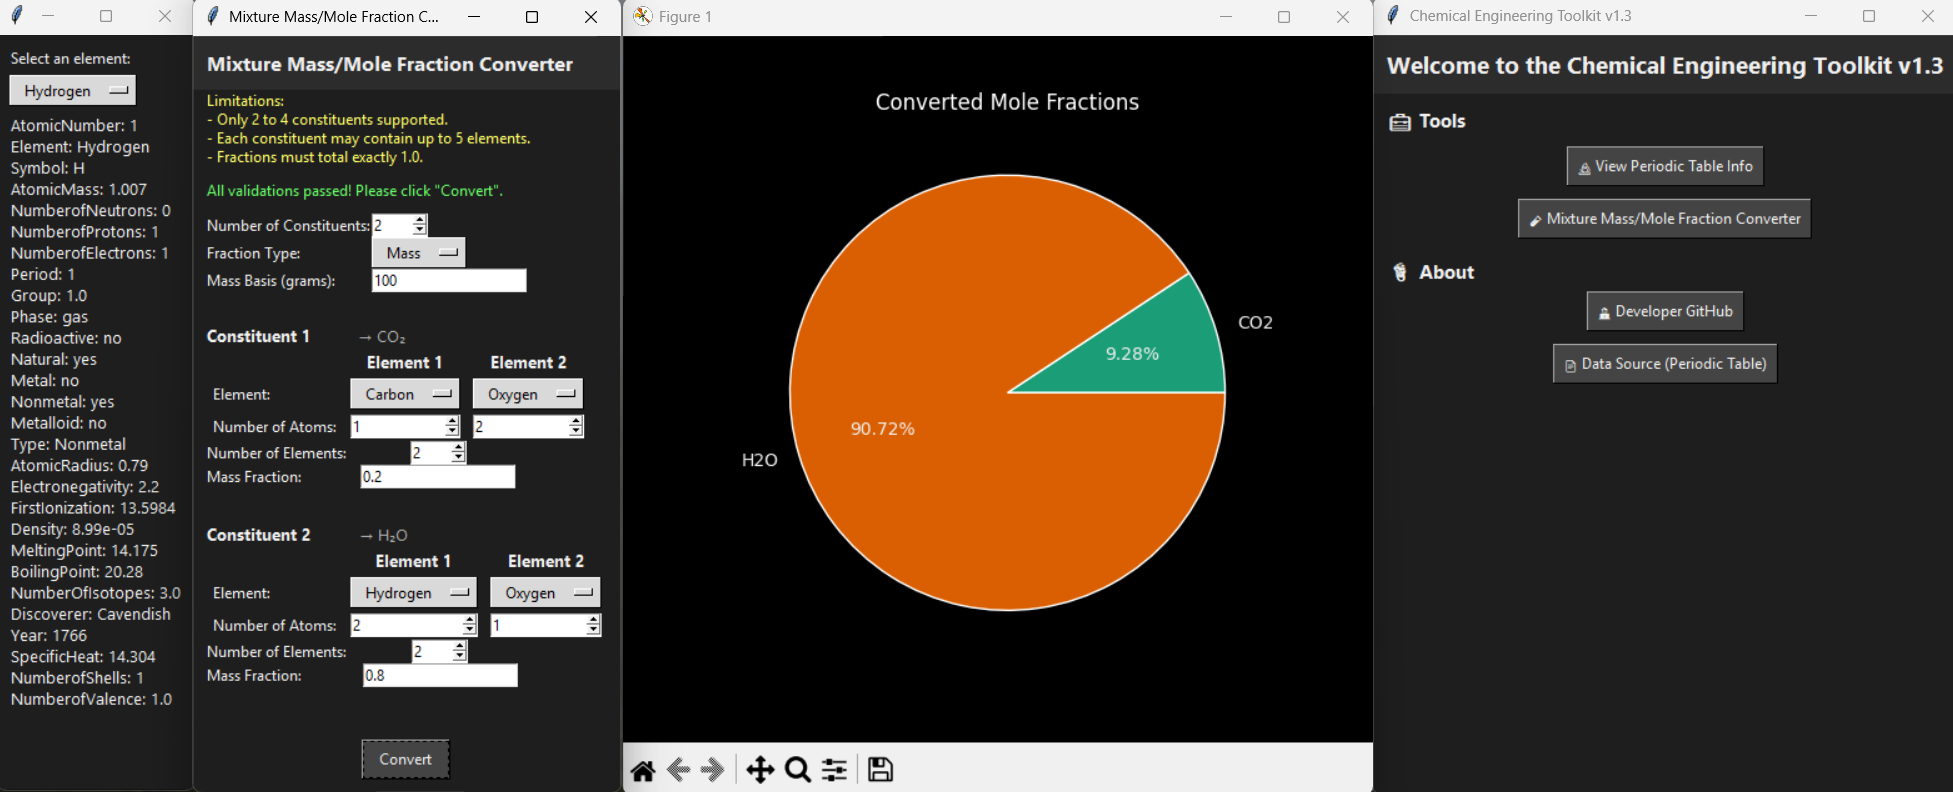 Select an element:
Hydrogen
AtomicNumber: 1
Element: Hydrogen
Symbol: H
AtomicMass: 1.007
NumberofNeutrons: 0
NumberofProtons: 1
NumberofElectrons: 1
Period: 1
Group: 1.0
Phase: gas
Radioactive: no
Natural: yes
Metal: no
Nonmetal: yes
Metalloid: no
Type: Nonmetal
AtomicRadius: 0.79
Electronegativity: 2.2
FirstIonization: 13.5984
Density: 8.99e-05
MeltingPoint: 14.175
BoilingPoint: 20.28
NumberOfIsotopes: 3.0
Discoverer: Cavendish
Year: 1766
SpecificHeat: 14.304
NumberofShells: 1
NumberofValence: 1.0
Mixture Mass/Mole Fraction C...
Mixture Mass/Mole Fraction Converter
Limitations:
- Only 2 to 4 constituents supported.
- Each constituent may contain up to 5 elements.
- Fractions must total exactly 1.0.
All validations passed! Please click "Convert".
Number of Constituents: 2
Fraction Type: Mass
Mass Basis (grams): 100
Constituent 1 → CO₂
Element 1 Element 2
Element: Carbon Oxygen
Number of Atoms: 1 2
Number of Elements: 2
Mass Fraction: 0.2
Constituent 2 → H₂O
Element 1 Element 2
Element: Hydrogen Oxygen
Number of Atoms: 2 1
Number of Elements: 2
Mass Fraction: 0.8
Convert
Figure 1
Converted Mole Fractions
CO2
9.28%
90.72%
H2O
Chemical Engineering Toolkit v1.3
Welcome to the Chemical Engineering Toolkit v1.3
Tools
View Periodic Table Info
Mixture Mass/Mole Fraction Converter
About
Developer GitHub
Data Source (Periodic Table)